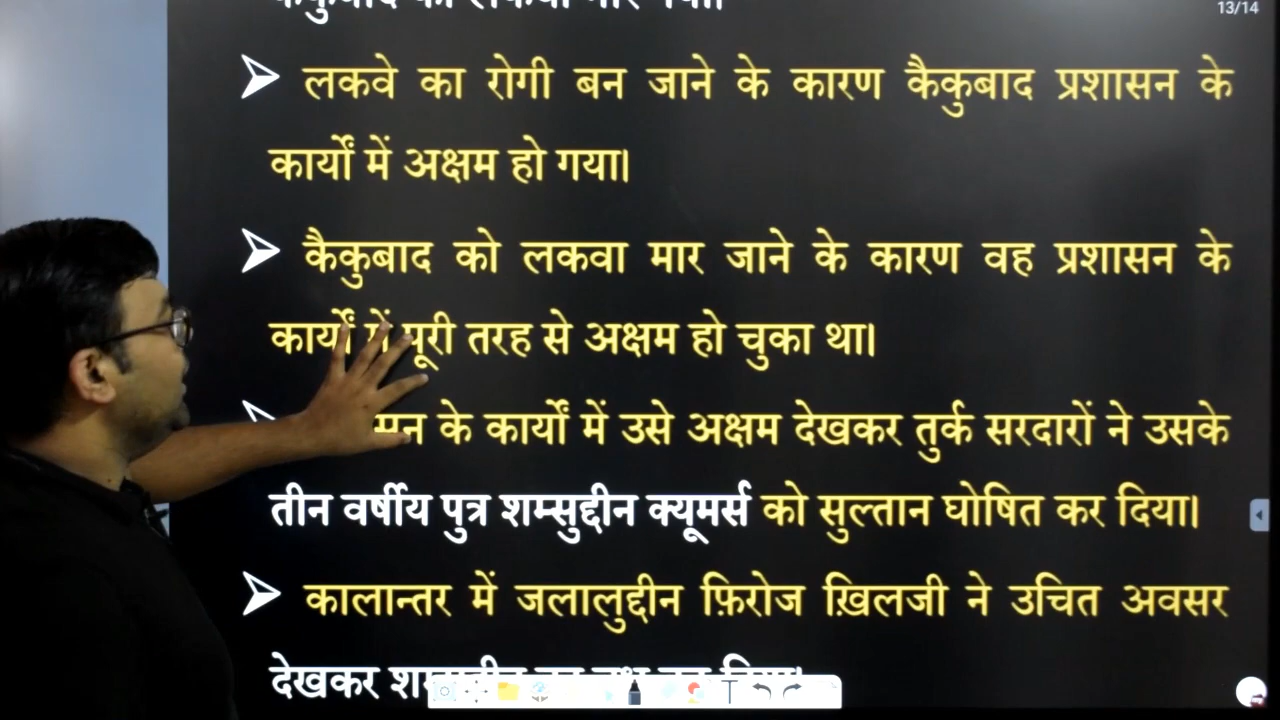 13/14
लकवे का रोगी बन जाने के कारण कैकुबाद प्रशासन के
कार्यों में अक्षम हो गया।
कैकुबाद को लकवा मार जाने के कारण वह प्रशासन के
कार्यों में पूरी तरह से अक्षम हो चुका था।
के कार्यों में उसे अक्षम देखकर तुर्क सरदारों ने उसके
तीन वर्षीय पुत्र शम्सुद्दीन क्यूमर्स को सुल्तान घोषित कर दिया।
कालान्तर में जलालुद्दीन फ़िरोज ख़िलजी ने उचित अवसर
देखकर